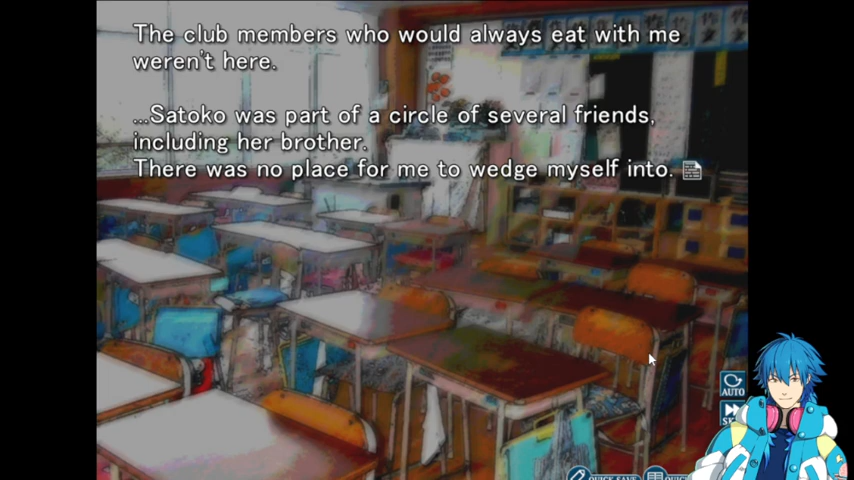 The club members who would always eat with me
weren't here.
...Satoko was part of a circle of several friends,
including her brother.
There was no place for me to wedge myself into.
AUTO
QUICK SAVE